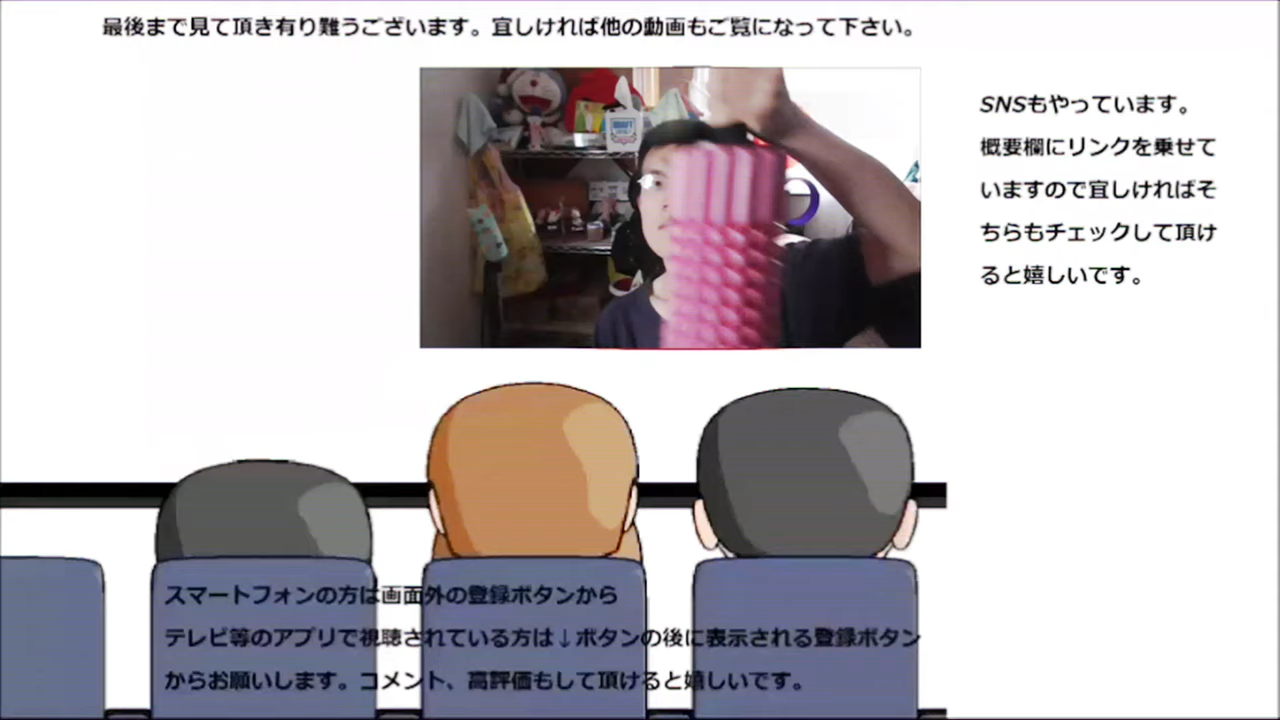 最後まで見て頂き有り難うございます。宜しければ他の動画もご覧になって下さい。
SNSもやっています。
概要欄にリンクを乗せて
いますので宜しければそ
ちらもチェックして頂け
ると嬉しいです。
スマートフォンの方は画面外の登録ボタンから
テレビ等のアプリで視聴されている方は↓ボタンの後に表示される登録ボタン
からお願いします。コメント、高評価もして頂けると嬉しいです。